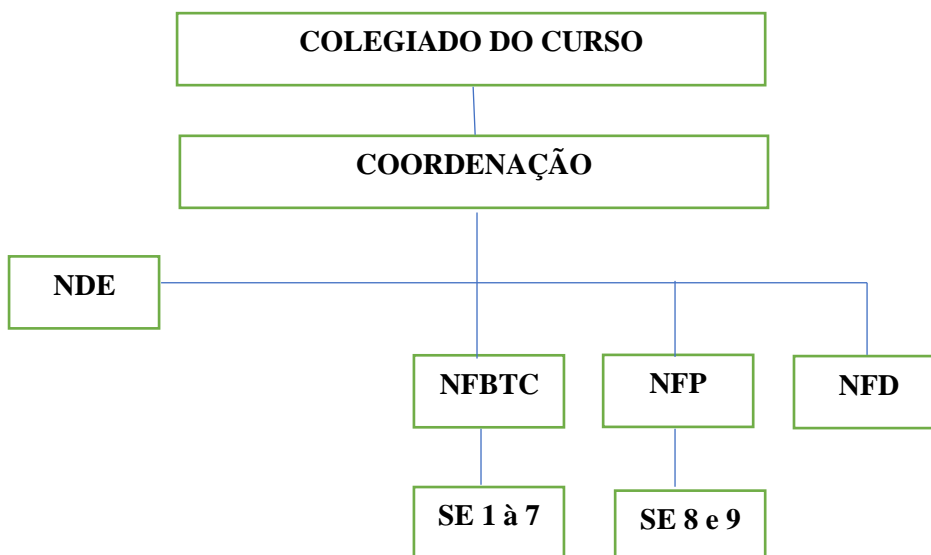 COLEGIADO DO CURSO
COORDENAÇÃO
NDE
NFBTC
NFP
NFD
SE 1 à 7
SE 8 e 9